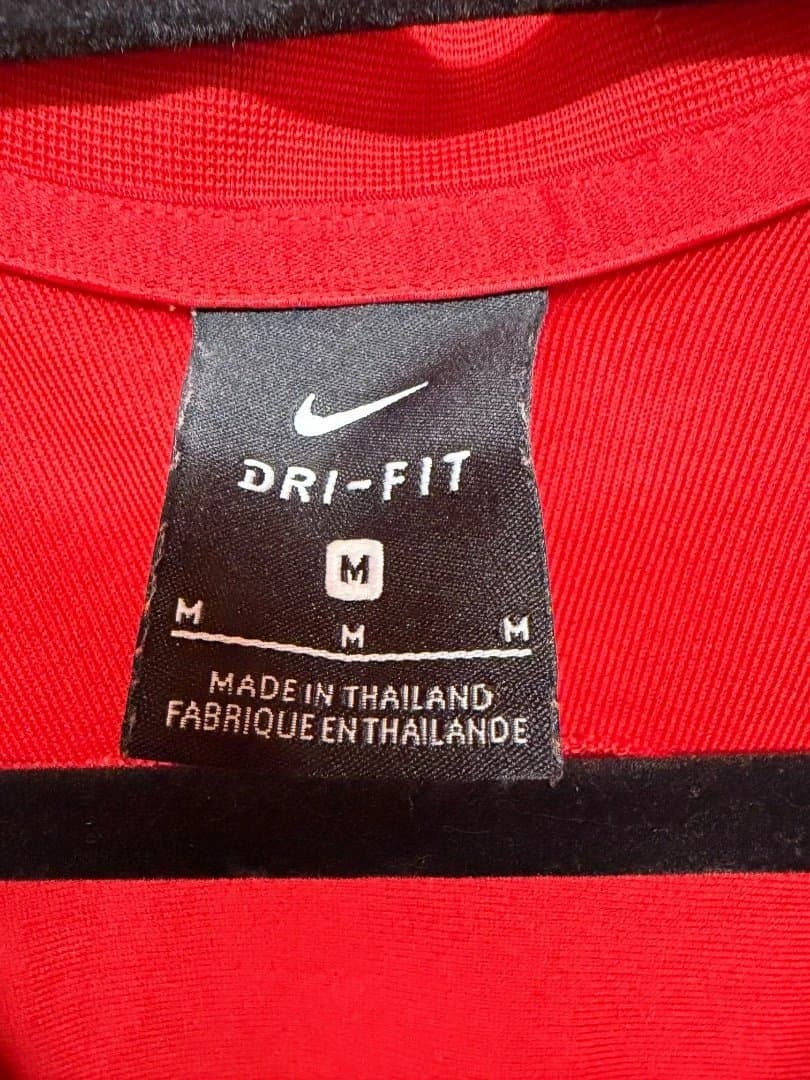 DRI-FIT
M
M M M
MADE IN THAILAND
FABRIQUE EN THAILANDE